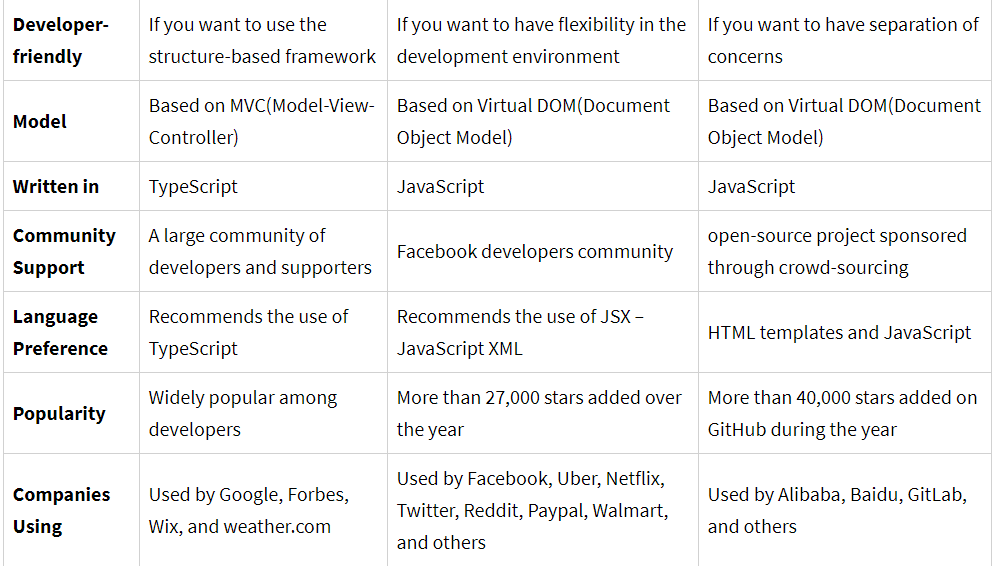 Developer-
friendly
If you want to use the
structure-based framework
If you want to have flexibility in the
development environment
If you want to have separation of
concerns
Model
Based on MVC(Model-View-
Controller)
Based on Virtual DOM(Document
Object Model)
Based on Virtual DOM(Document
Object Model)
Written in
TypeScript
JavaScript
JavaScript
Community
Support
A large community of
developers and supporters
Facebook developers community
open-source project sponsored
through crowd-sourcing
Language
Preference
Recommends the use of
TypeScript
Recommends the use of JSX –
JavaScript XML
HTML templates and JavaScript
Popularity
Widely popular among
developers
More than 27,000 stars added over
the year
More than 40,000 stars added on
GitHub during the year
Companies
Using
Used by Google, Forbes,
Wix, and weather.com
Used by Facebook, Uber, Netflix,
Twitter, Reddit, Paypal, Walmart,
and others
Used by Alibaba, Baidu, GitLab,
and others